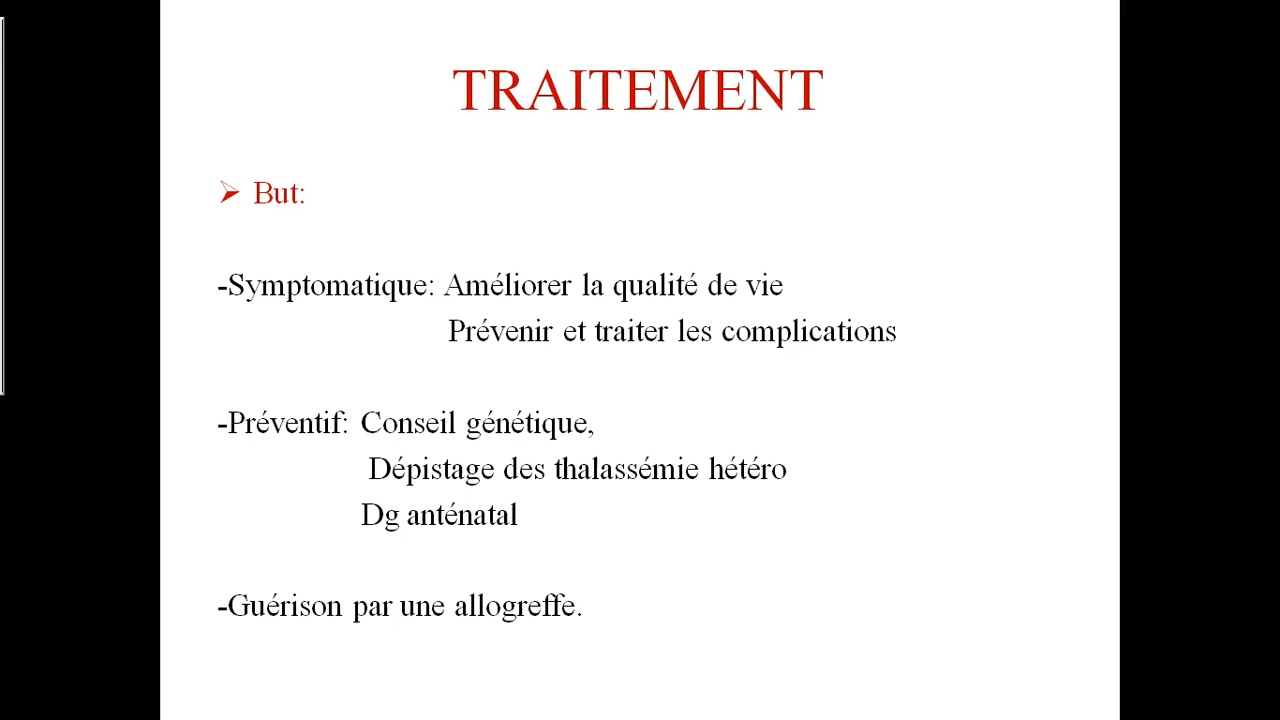 TRAITEMENT
➢ But:
-Symptomatique: Améliorer la qualité de vie
Prévenir et traiter les complications
-Préventif: Conseil génétique,
Dépistage des thalassémie hétéro
Dg anténatal
-Guérison par une allogreffe.